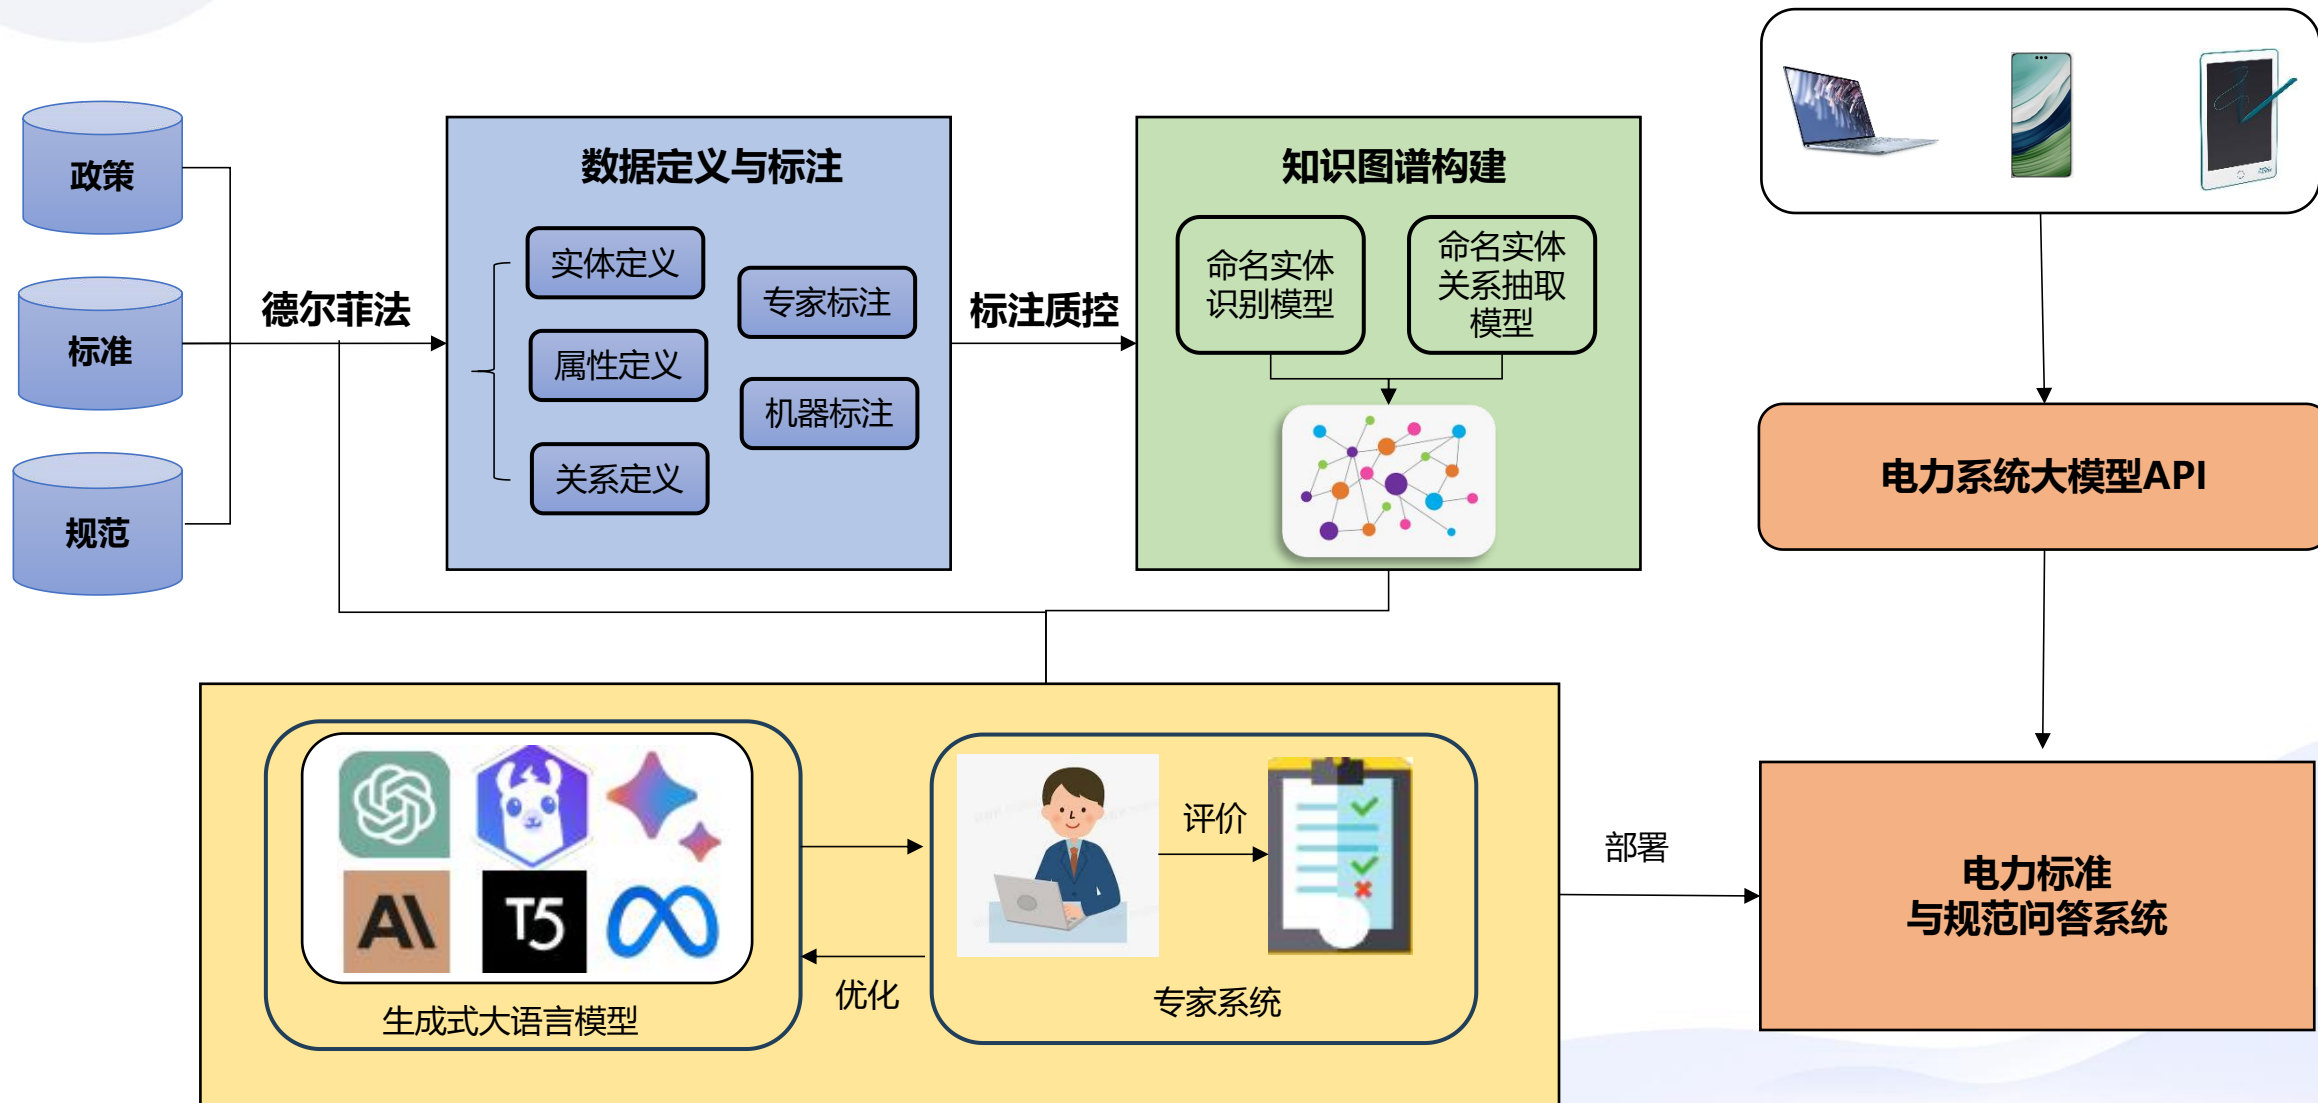 政策
标准
规范
德尔菲法
数据定义与标注
实体定义
属性定义
关系定义
专家标注
机器标注
标注质控
知识图谱构建
命名实体
识别模型
命名实体
关系抽取
模型
电力系统大模型API
T5
生成式大语言模型
优化
评价
专家系统
部署
电力标准
与规范问答系统